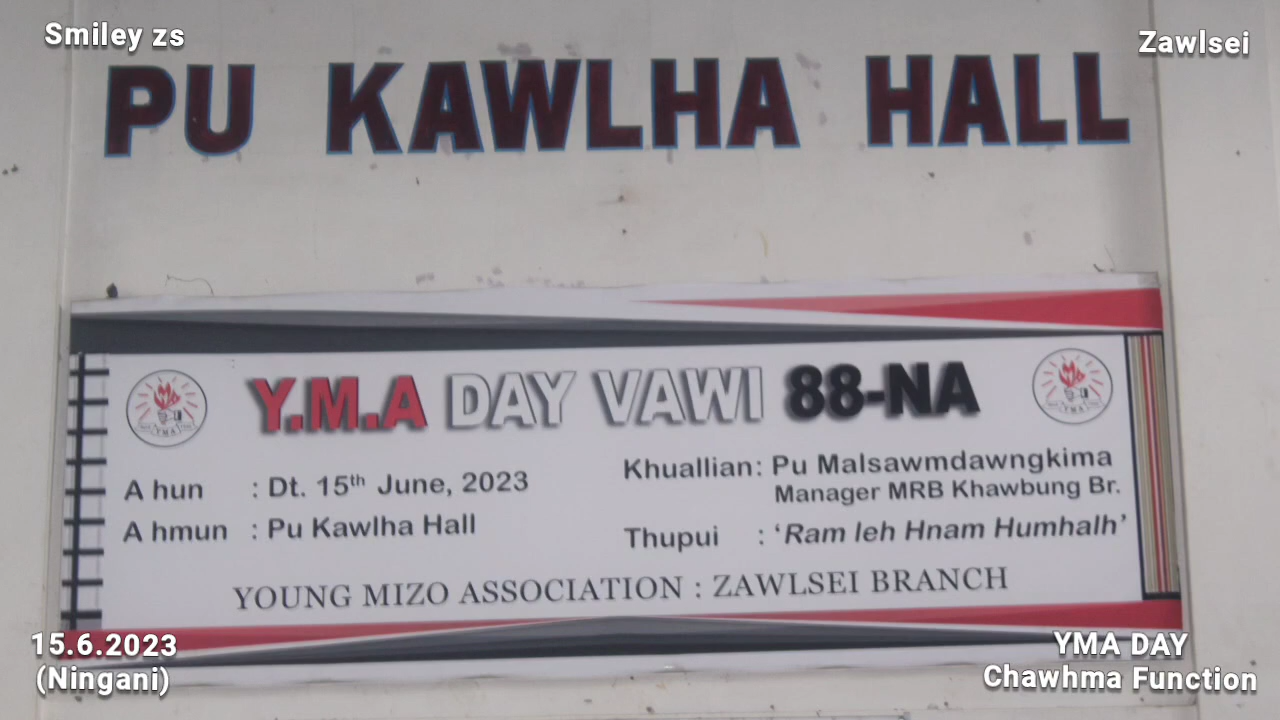 Smiley zs
Zawlsei
PU KAWLHA HALL
Y.M.A DAY VAWI 88-NA
A hun : Dt. 15th June, 2023
A hmun : Pu Kawlha Hall
Khuallian: Pu Malsawmdawngkima
Manager MRB Khawbung Br.
Thupui : ‘Ram leh Hnam Humhalh’
YOUNG MIZO ASSOCIATION : ZAWLSEI BRANCH
15.6.2023
(Ningani)
YMA DAY
Chawhma Function